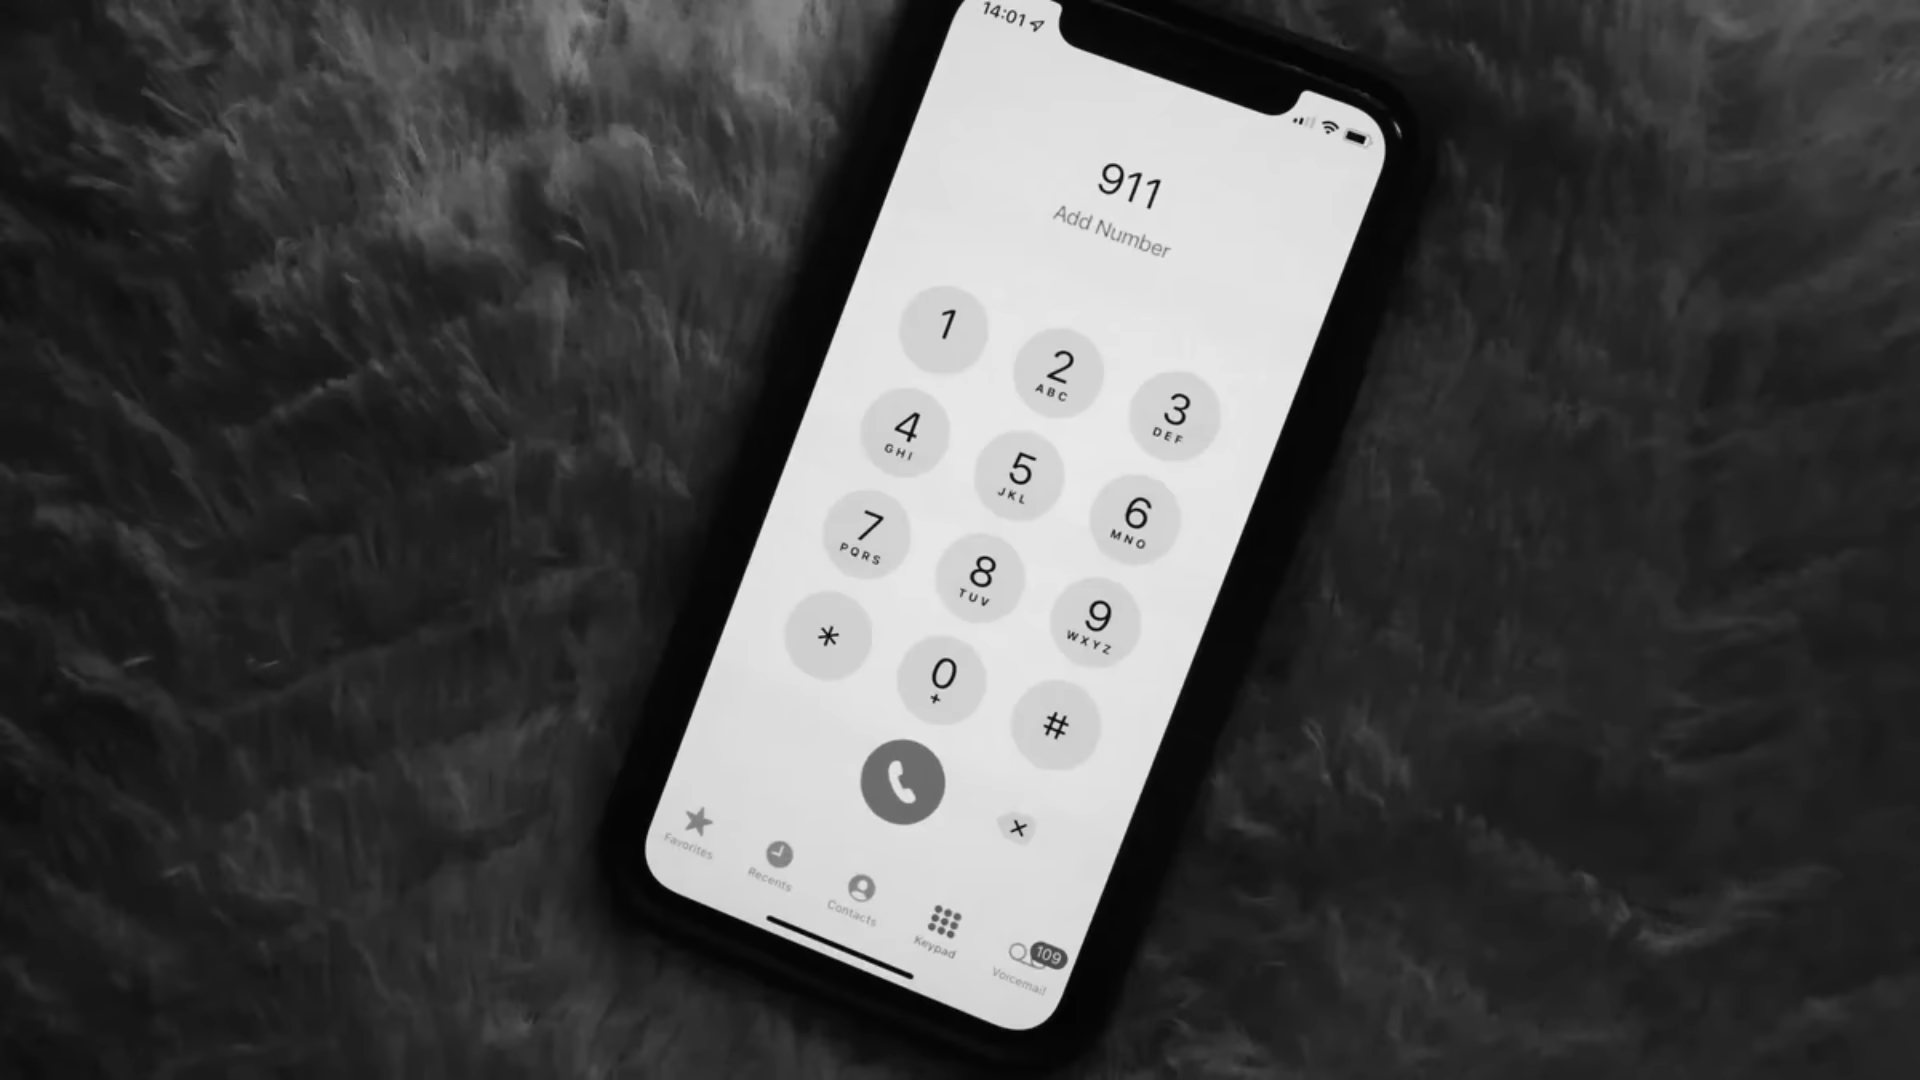 14:01
911
Add Number
1
2
ABC
3
DEF
4
GHI
5
JKL
6
MNO
7
PQRS
8
TUV
9
WXYZ
*
0
+
#
Favorites
Recents
Contacts
Keypad
109
Voicemail